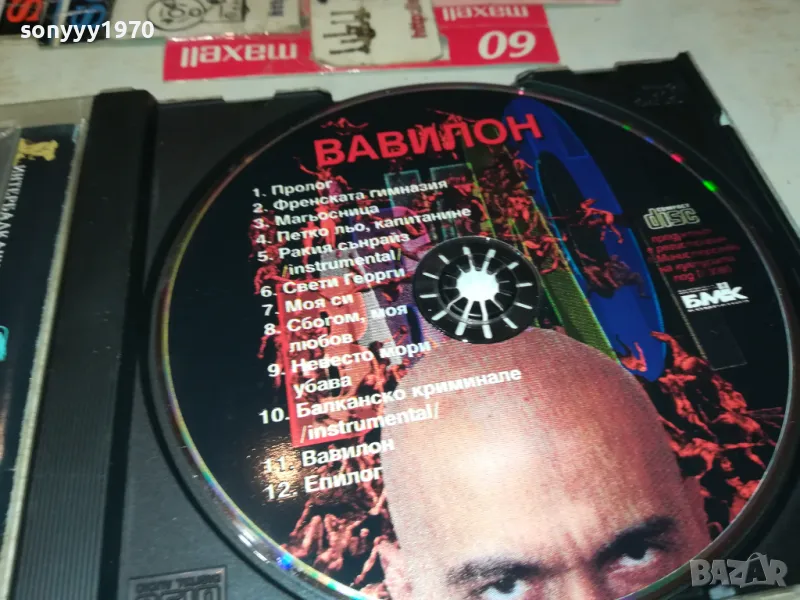 sonyyy1970
maxell
maxell
60
ВАВИЛОН
1. Пролог
2. Френската гимназия
3. Магьосница
4. Петко льо, капитанине
5. Ракия сънрайз
/instrumental/
6. Свети Георги
7. Моя си
8. Сбогом, моя
любов
9. Невесто мори
убава
10. Балканско криминале
/instrumental/
11. Вавилон
12. Епилог
COMPACT
disc
БМК
BAZAR